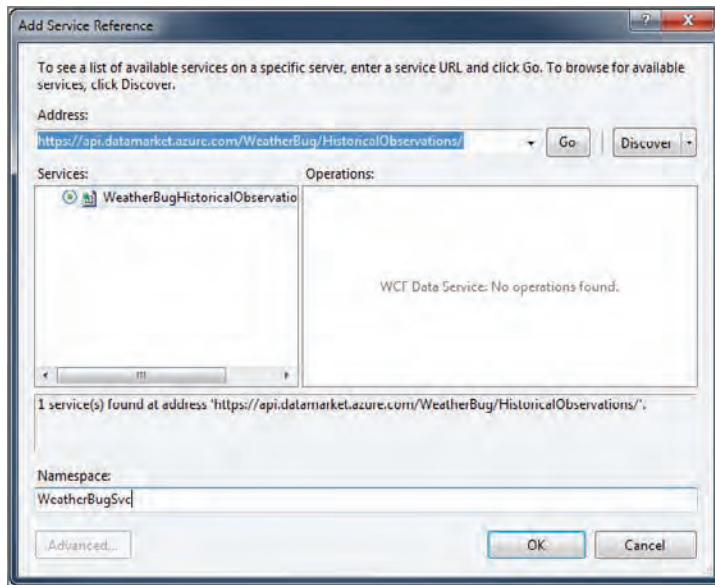 Add Service Reference
To see a list of available services on a specific server, enter a service URL and click Go. To browse for available
services, click Discover.
Address:
https://api.datamarket.azure.com/WeatherBug/HistoricalObservations/
Go
Discover
Services:
Operations:
WeatherBugHistoricalObservatio
WCF Data Service: No operations found.
1 service(s) found at address 'https://api.datamarket.azure.com/WeatherBug/HistoricalObservations/'.
Namespace:
WeatherBugSvc
Advanced...
OK
Cancel